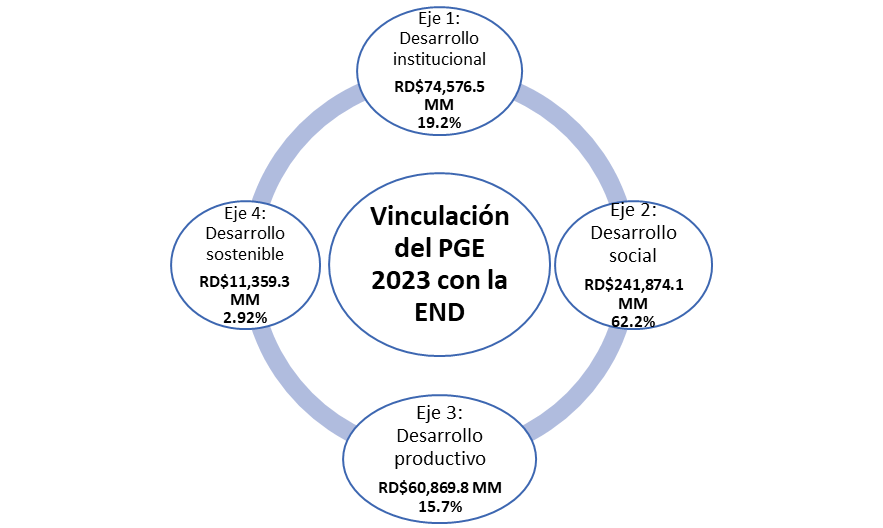 Eje 1:
Desarrollo
institucional
RD$74,576.5
MM
19.2%
Vinculación
del PGE
2023 con la
END
Eje 2:
Desarrollo
social
RD$241,874.1
MM
62.2%
Eje 3:
Desarrollo
productivo
RD$60,869.8 MM
15.7%
Eje 4:
Desarrollo
sostenible
RD$11,359.3
MM
2.92%